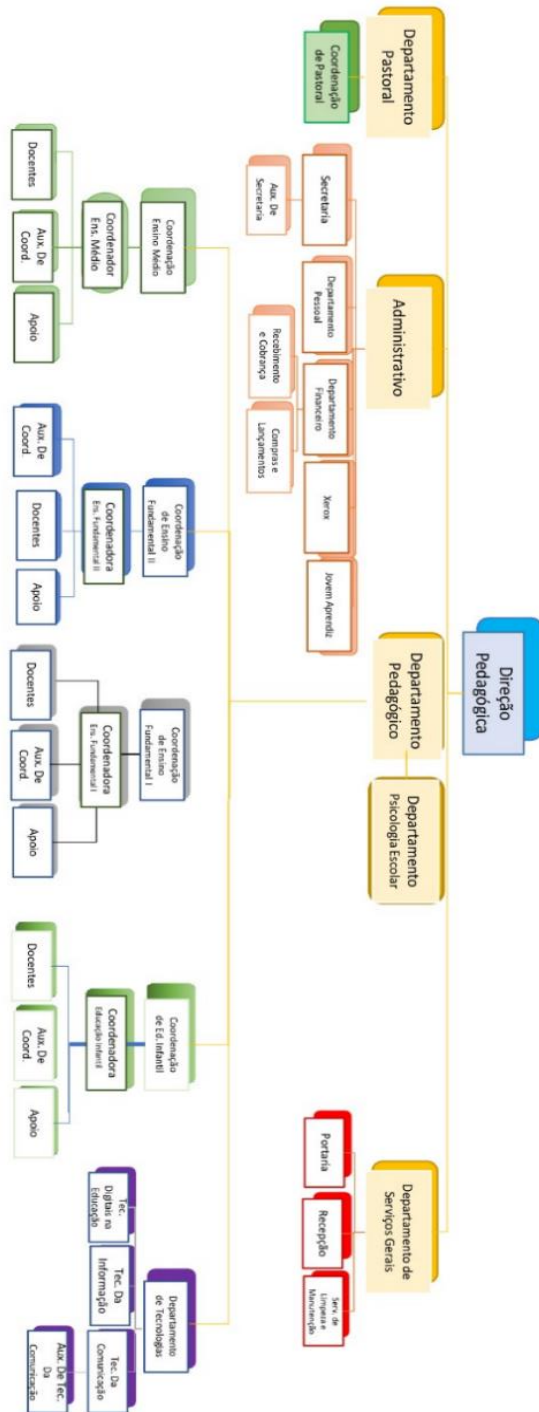 Direção
Pedagógica
Departamento
Pastoral
Administrativo
Departamento
Pedagógico
Departamento
Psicologia Escolar
Departamento de
Serviços Gerais
Coordenação
de Pastoral
Secretaria
Departamento
Pessoal
Departamento
Financeiro
Xerox
Jovem Aprendiz
Portaria
Recepção
Serv. de
Limpeza e
Manutenção
Aux. De
Secretaria
Recebimento
e Cobrança
Compras e
Lançamentos
Coordenação
Ensino Médio
Coordenação
de Ensino
Fundamental II
Coordenação
de Ensino
Fundamental I
Coordenação
de Ed. Infantil
Departamento
de Tecnologias
Coordenador
Ens. Médio
Coordenadora
Ens. Fundamental II
Coordenadora
Ens. Fundamental I
Coordenadora
Educação Infantil
Tec.
Digitais na
Educação
Tec. Da
Informação
Tec. Da
Comunicação
Docentes
Aux. De
Coord.
Apoio
Aux. De
Coord.
Docentes
Apoio
Docentes
Aux. De
Coord.
Apoio
Docentes
Aux. De
Coord.
Apoio
Aux. De Tec.
Da
Comunicação